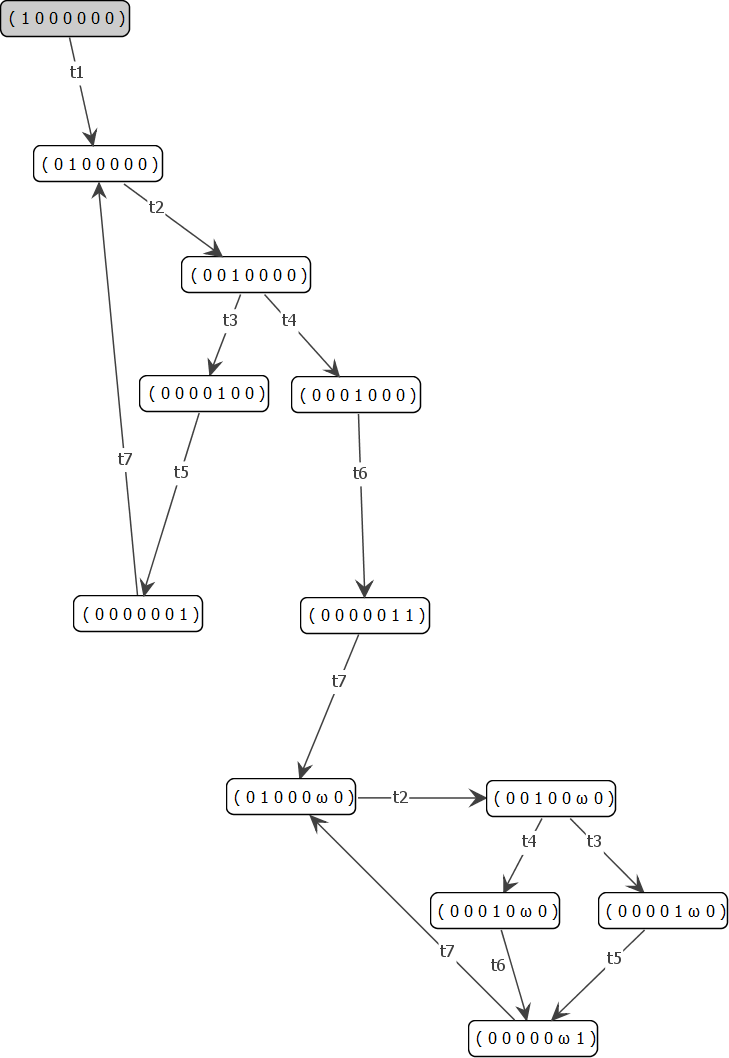 ( 1 0 0 0 0 0 0 )
t1
( 0 1 0 0 0 0 0 )
t2
( 0 0 1 0 0 0 0 )
t3
t4
( 0 0 0 0 1 0 0 )
( 0 0 0 1 0 0 0 )
t7
t5
t6
( 0 0 0 0 0 0 1 )
( 0 0 0 0 0 1 1 )
t7
( 0 1 0 0 0 ω 0 )
t2
( 0 0 1 0 0 ω 0 )
t4
t3
( 0 0 0 1 0 ω 0 )
( 0 0 0 0 1 ω 0 )
t7
t6
t5
( 0 0 0 0 0 ω 1 )